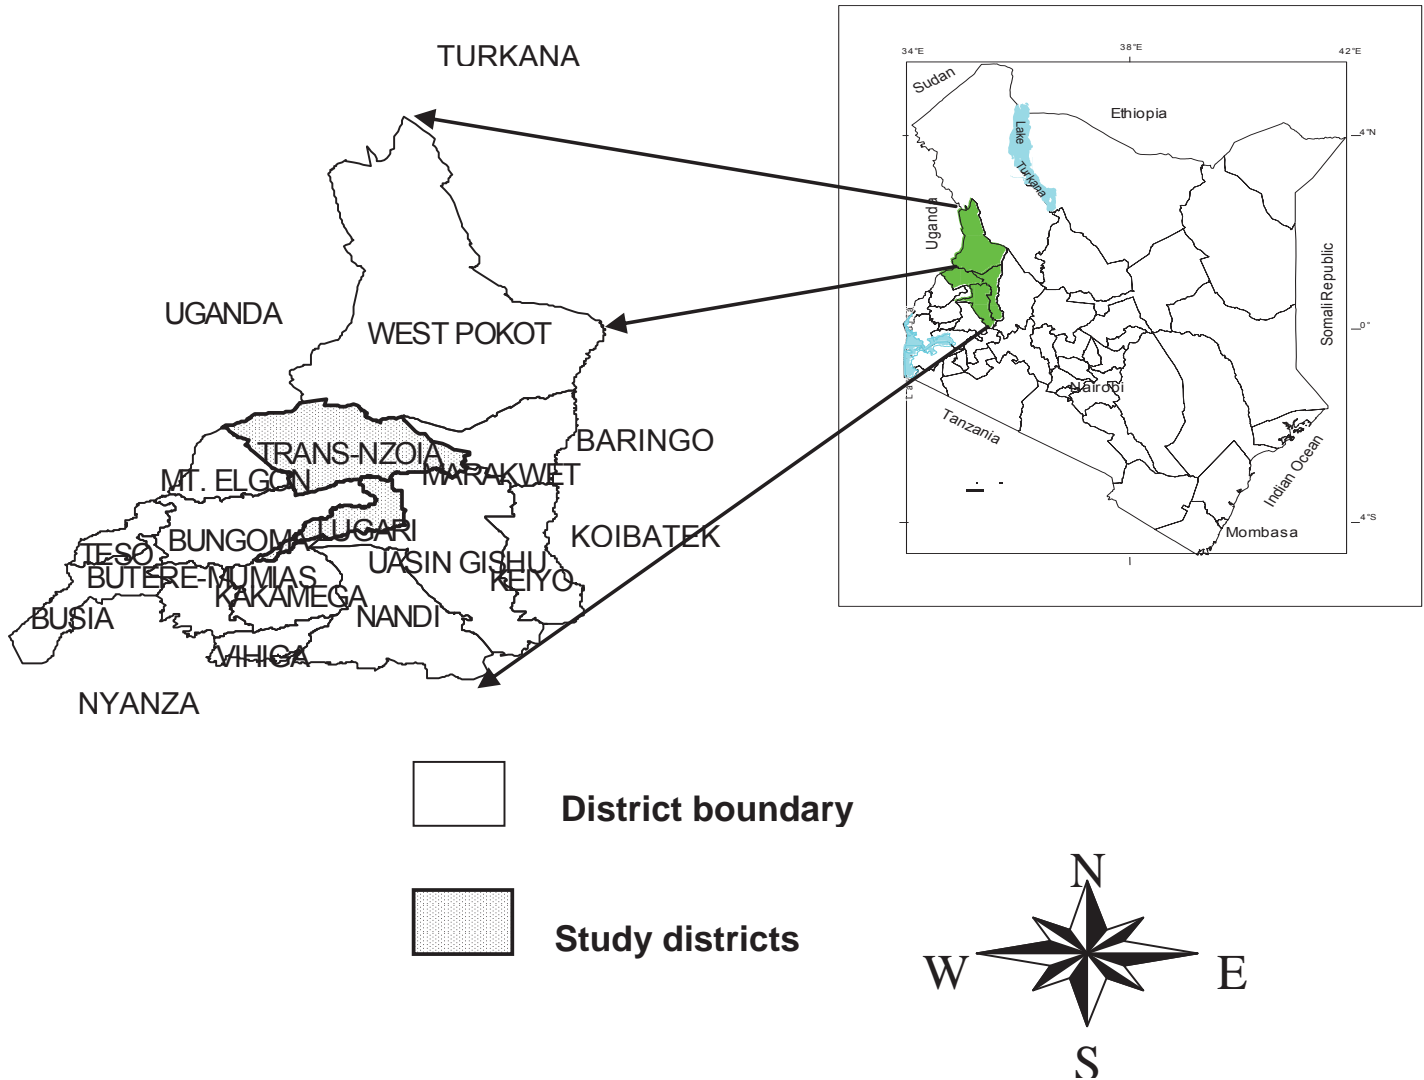 TURKANA
UGANDA
WEST POKOT
TRANS-NZOIA
BARINGO
MT. ELGON
MARAKWET
BUNGOMA
LUGARI
KOIBATEK
TESO
UASIN GISHU
BUTERE-MUMIAS
KEIYO
KAKAMEGA
BUSIA
NANDI
VIHIGA
NYANZA
34°E
38°E
42°E
Sudan
Ethiopia
Lake
Turkana
4°N
Uganda
Somali Republic
0°
Nairobi
Tanzania
Indian Ocean
4°S
Mombasa
District boundary
Study districts
N
W
E
S